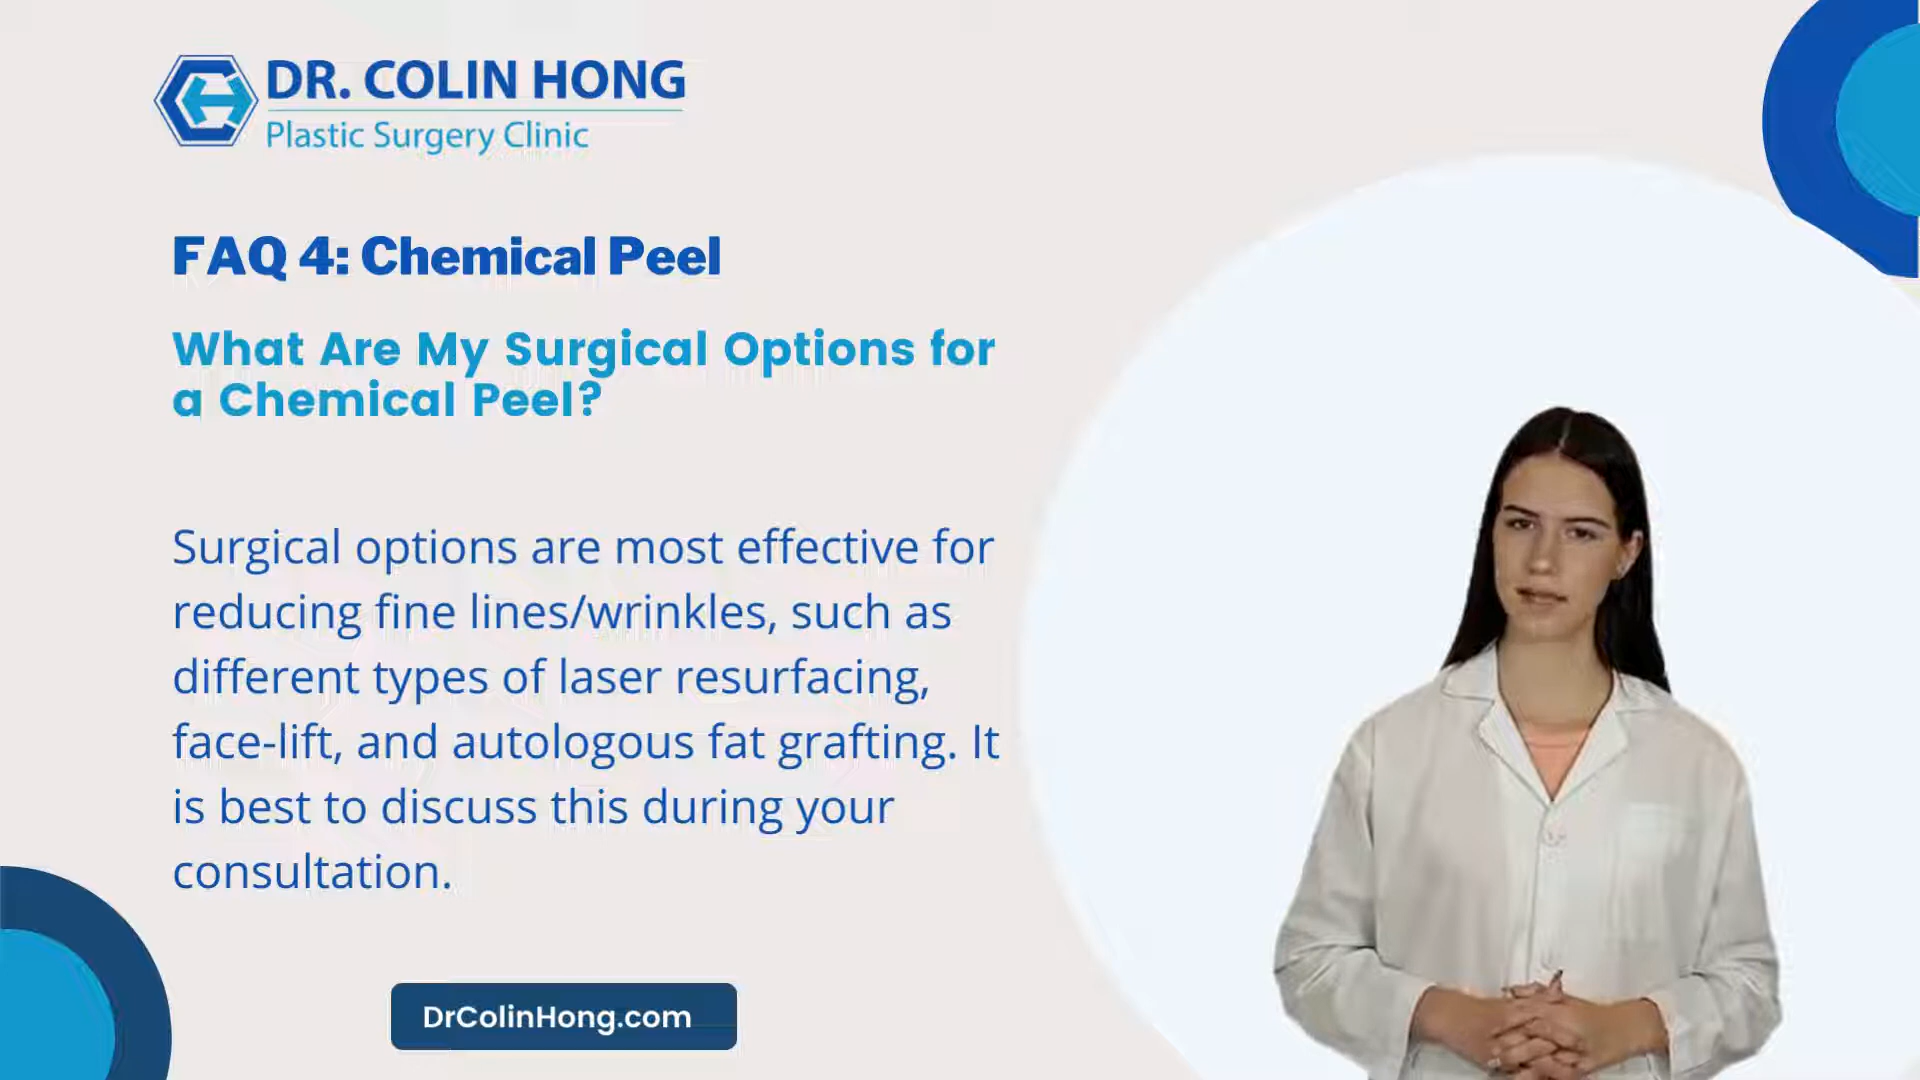 DR. COLIN HONG
Plastic Surgery Clinic
FAQ 4: Chemical Peel
What Are My Surgical Options for
a Chemical Peel?
Surgical options are most effective for
reducing fine lines/wrinkles, such as
different types of laser resurfacing,
face-lift, and autologous fat grafting. It
is best to discuss this during your
consultation.
DrColinHong.com